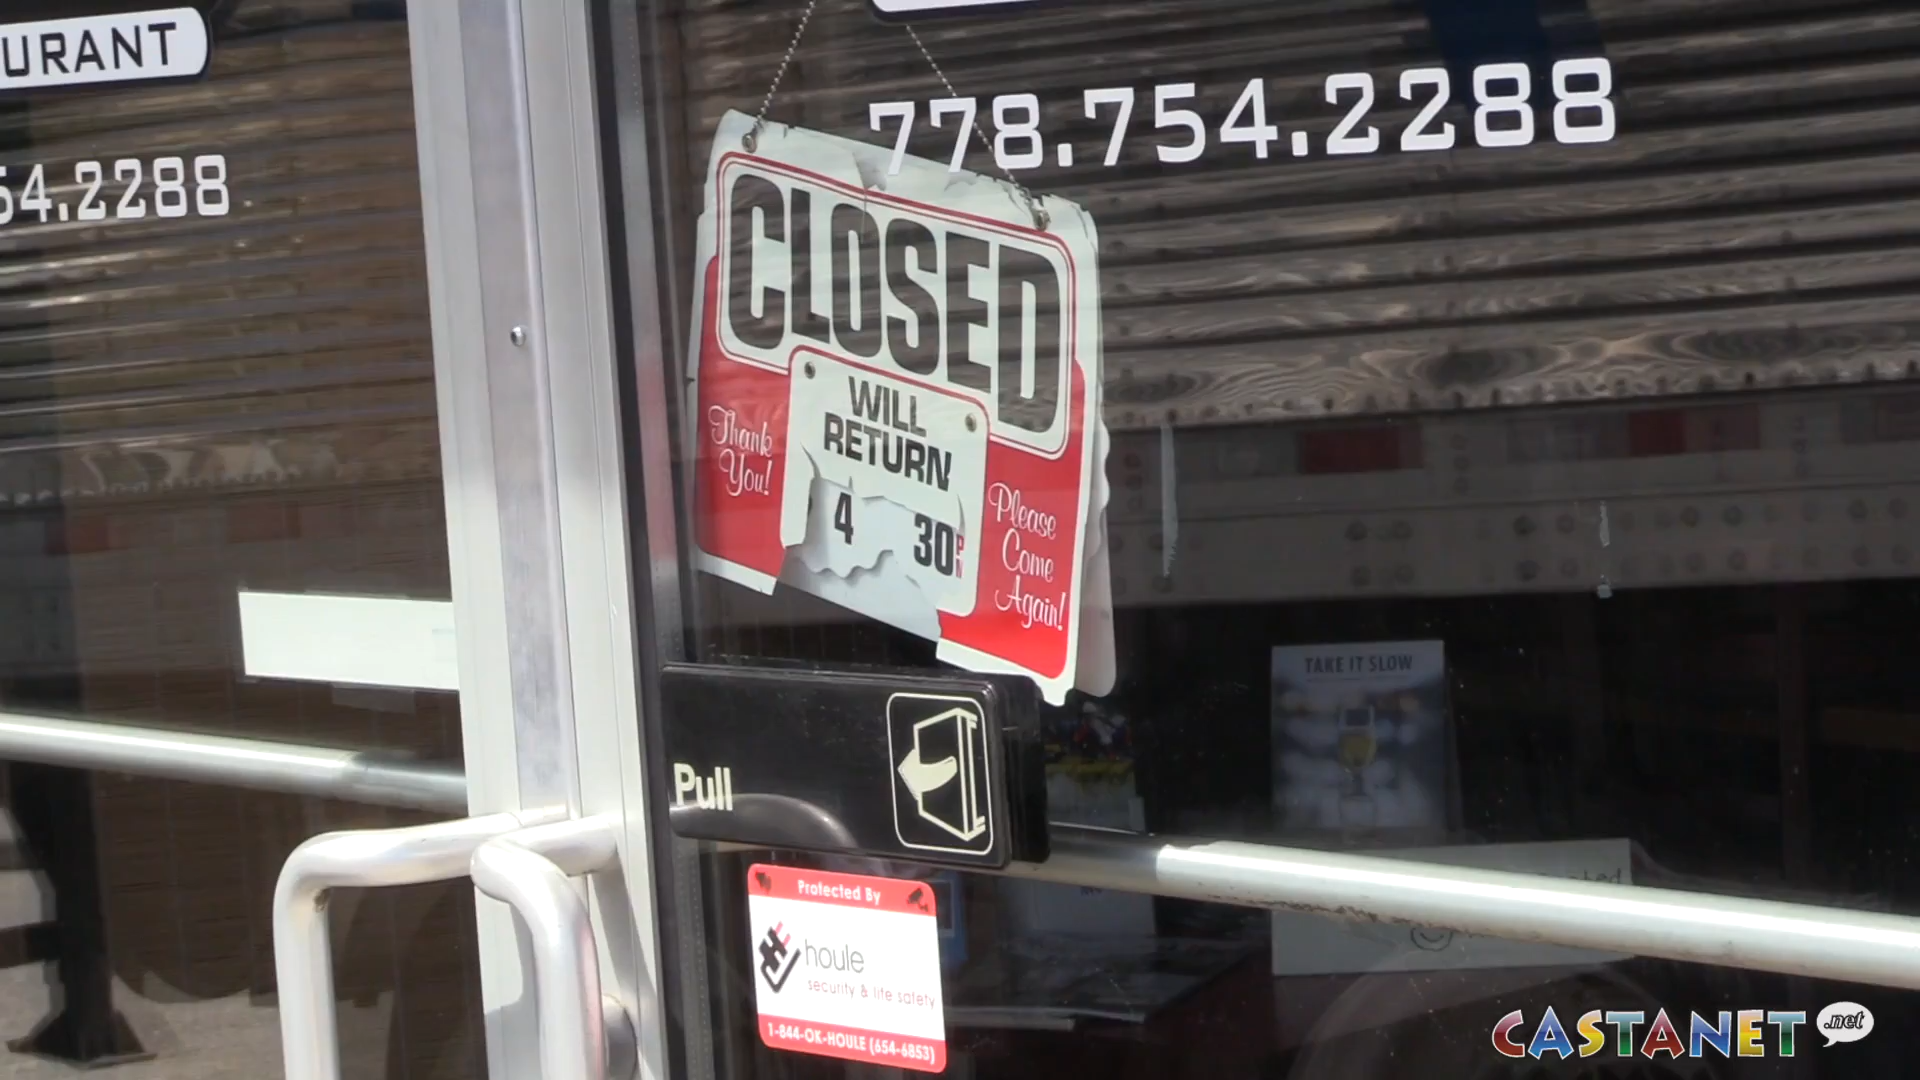 URANT
54.2288
778.754.2288
CLOSED
WILL
RETURN
4 30 PM
Thank
You!
Please
Come
Again!
TAKE IT SLOW
Pull
Protected By
houle
security & life safety
1-844-OK-HOULE (654-6853)
CASTANET .net